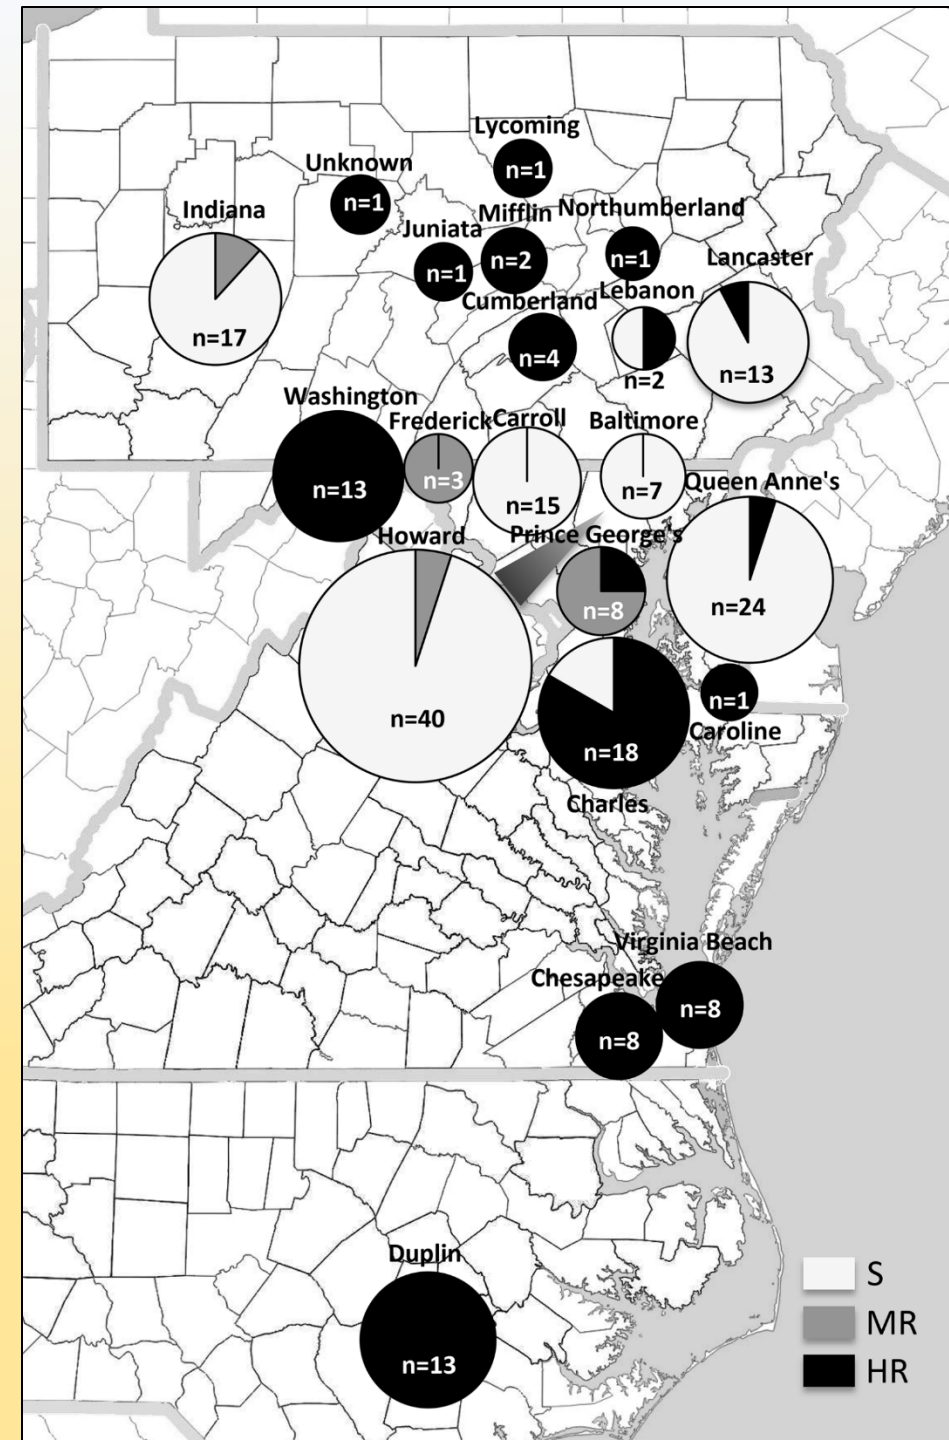 Lycoming
n=1
Unknown
n=1
Indiana
n=17
Juniata
n=1
Mifflin
n=2
Northumberland
n=1
Lancaster
n=13
Cumberland
n=4
Lebanon
n=2
Washington
n=13
Frederick
n=3
Carroll
n=15
Baltimore
n=7
Queen Anne's
n=24
Howard
n=40
Prince George's
n=8
n=18
Charles
n=1
Caroline
Virginia Beach
n=8
Chesapeake
n=8
Duplin
n=13
S
MR
HR